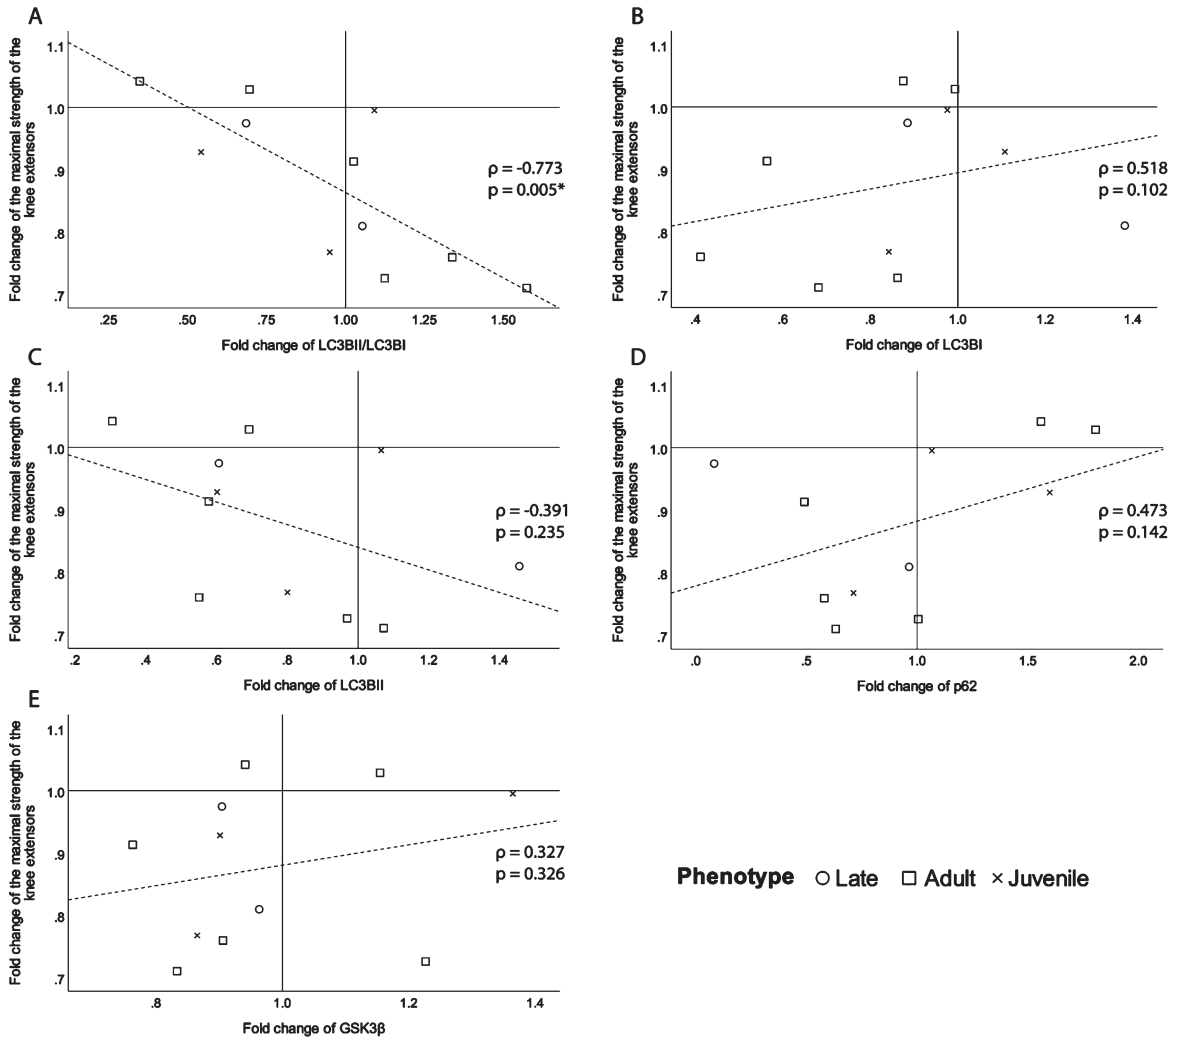 A
Fold change of the maximal strength of the
knee extensors
1.1
1.0
.9
.8
.7
ρ = -0.773
p = 0.005*
.25 .50 .75 1.00 1.25 1.50
Fold change of LC3BII/LC3BI
B
Fold change of the maximal strength of the
knee extensors
1.1
1.0
.9
.8
.7
ρ = 0.518
p = 0.102
.4 .6 .8 1.0 1.2 1.4
Fold change of LC3BI
C
Fold change of the maximal strength of the
knee extensors
1.1
1.0
.9
.8
.7
ρ = -0.391
p = 0.235
.2 .4 .6 .8 1.0 1.2 1.4
Fold change of LC3BII
D
Fold change of the maximal strength of the
knee extensors
1.1
1.0
.9
.8
.7
ρ = 0.473
p = 0.142
.0 .5 1.0 1.5 2.0
Fold change of p62
E
Fold change of the maximal strength of the
knee extensors
1.1
1.0
.9
.8
.7
ρ = 0.327
p = 0.326
.8 1.0 1.2 1.4
Fold change of GSK3β
Phenotype Late Adult Juvenile